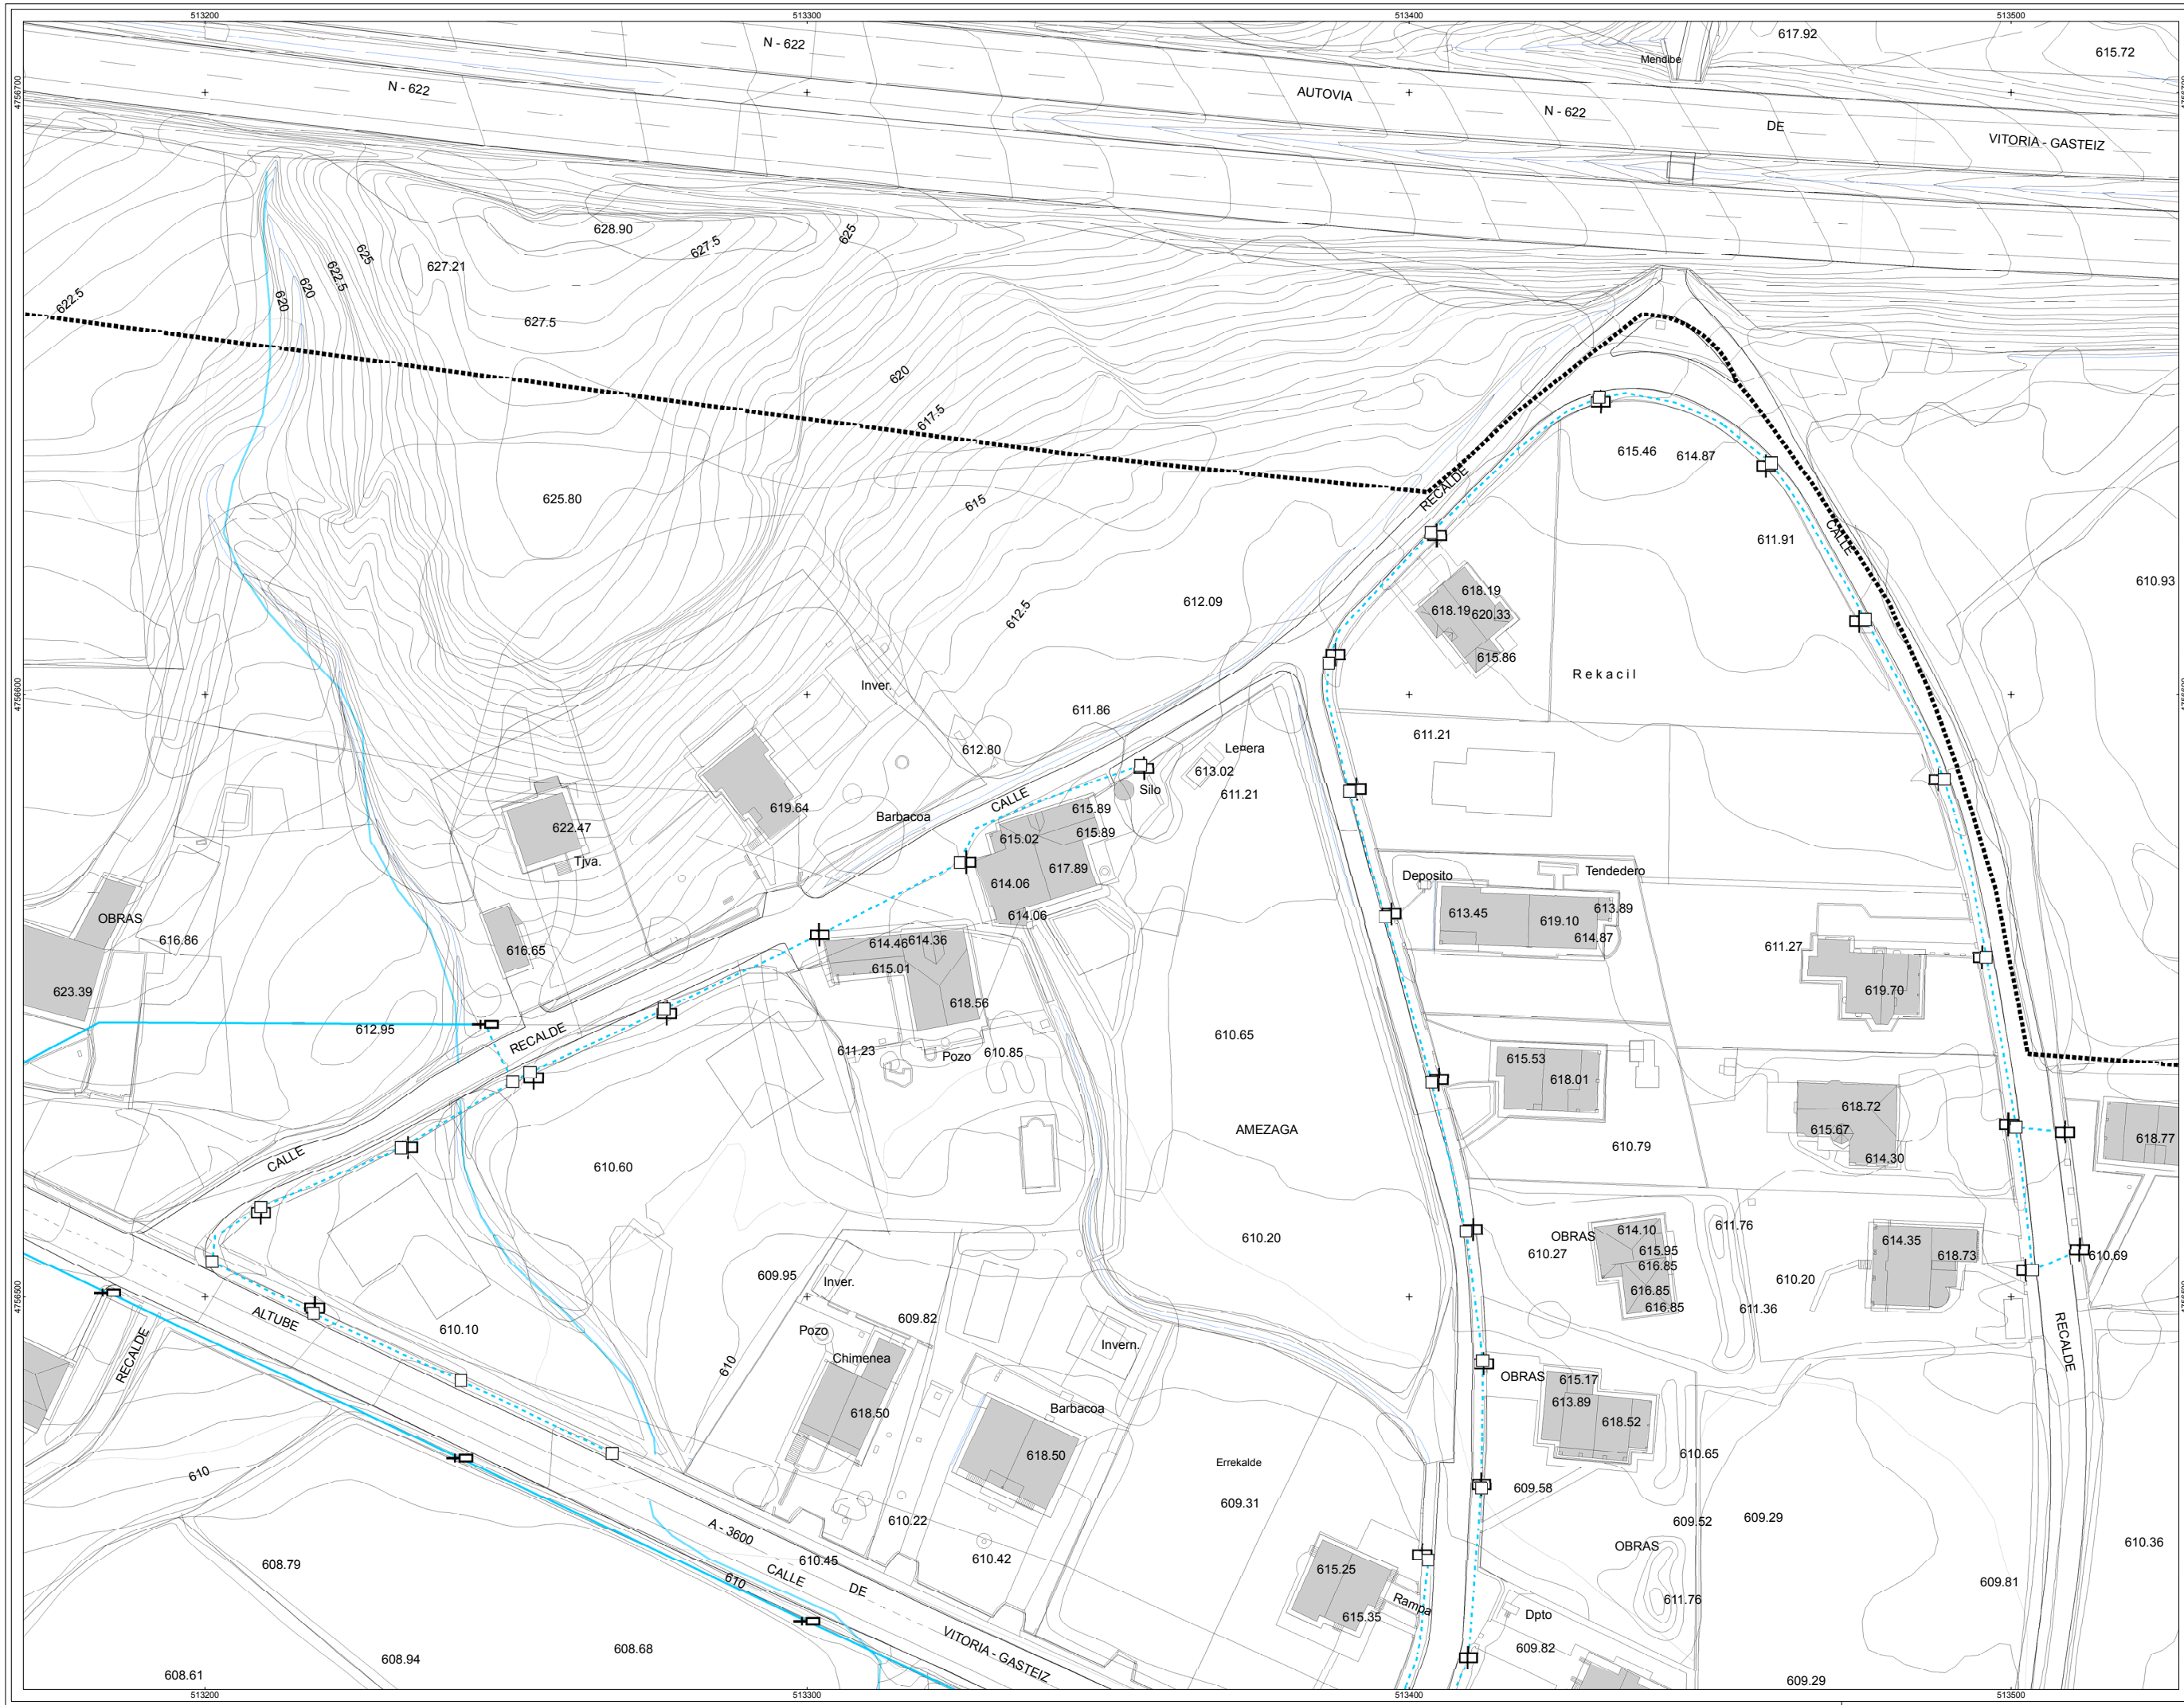 513200 513300 513400 513500
4756700
4756600
4756500
N - 622
N - 622
AUTOVIA
N - 622
DE
VITORIA - GASTEIZ
Mendibe
617.92
615.72
628.90
627.5
625
627.21
625
622.5
620
620
622.5
627.5
620
617.5
615
612.5
625.80
612.09
RECALDE
615.46
614.87
611.91
CALLE
610.93
618.19
618.19
620.33
615.86
Rekacil
Inver.
611.86
612.80
Leñera
613.02
611.21
611.21
Silo
CALLE
Barbacoa
619.64
622.47
Tjva.
615.89
615.02
615.89
617.89
614.06
614.06
OBRAS
616.86
616.65
623.39
612.95
RECALDE
614.46
614.36
615.01
618.56
611.23
Pozo
610.85
610.65
Deposito
Tendedero
613.45
619.10
613.89
614.87
611.27
619.70
615.53
618.01
618.72
615.67
614.30
618.77
AMEZAGA
610.79
CALLE
610.60
610.20
OBRAS
610.27
614.10
615.95
616.85
616.85
616.85
611.76
611.36
610.20
614.35
618.73
610.69
RECALDE
609.95
Inver.
609.82
Pozo
Chimenea
610
Invern.
ALTUBE
610.10
RECALDE
618.50
Barbacoa
618.50
OBRAS
615.17
613.89
618.52
610.65
609.58
609.52
609.29
Errekalde
609.31
610
A - 3600
610.22
610.45
610.42
CALLE
DE
610
608.79
OBRAS
611.76
610.36
609.81
615.25
615.35
Rampa
Dpto
609.82
VITORIA - GASTEIZ
608.68
608.94
608.61
609.29
513200 513300 513400 513500